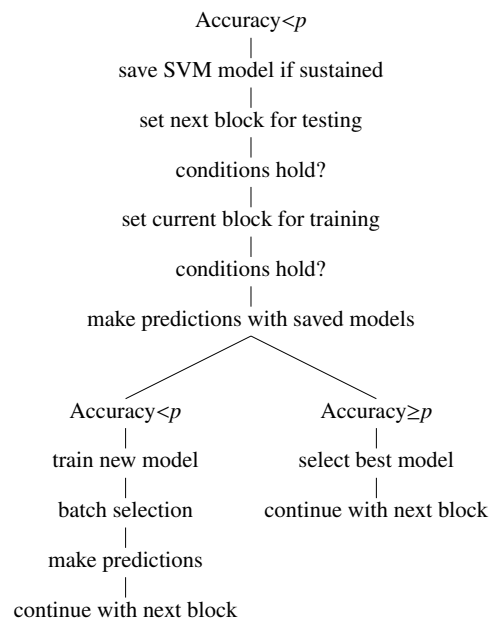 Accuracy<p
save SVM model if sustained
set next block for testing
conditions hold?
set current block for training
conditions hold?
make predictions with saved models
Accuracy<p
train new model
batch selection
make predictions
continue with next block
Accuracy≥p
select best model
continue with next block